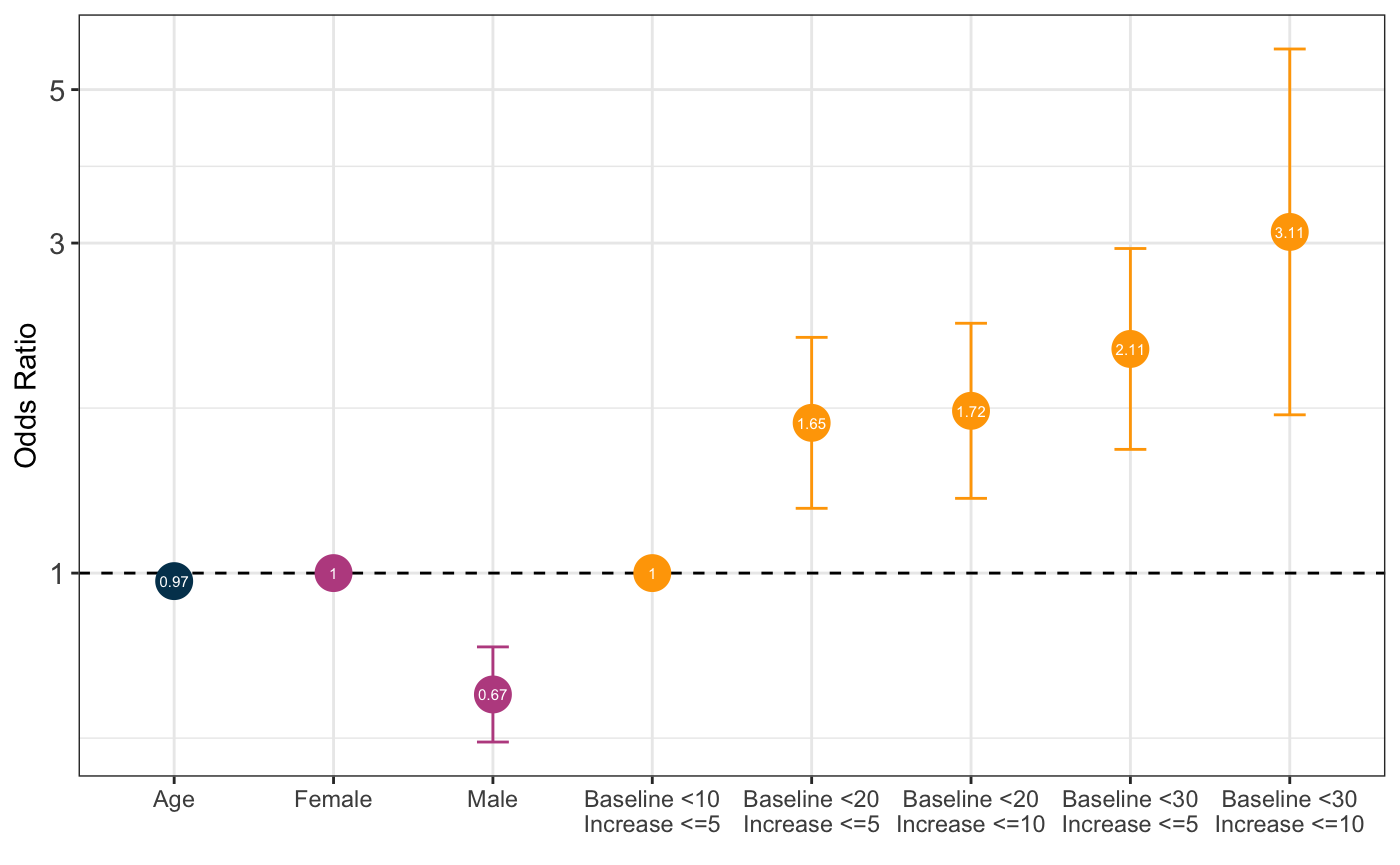 5
3
1
Odds Ratio
0.97
1
0.67
1
1.65
1.72
2.11
3.11
Age
Female
Male
Baseline <10
Increase <=5
Baseline <20
Increase <=5
Baseline <20
Increase <=10
Baseline <30
Increase <=5
Baseline <30
Increase <=10